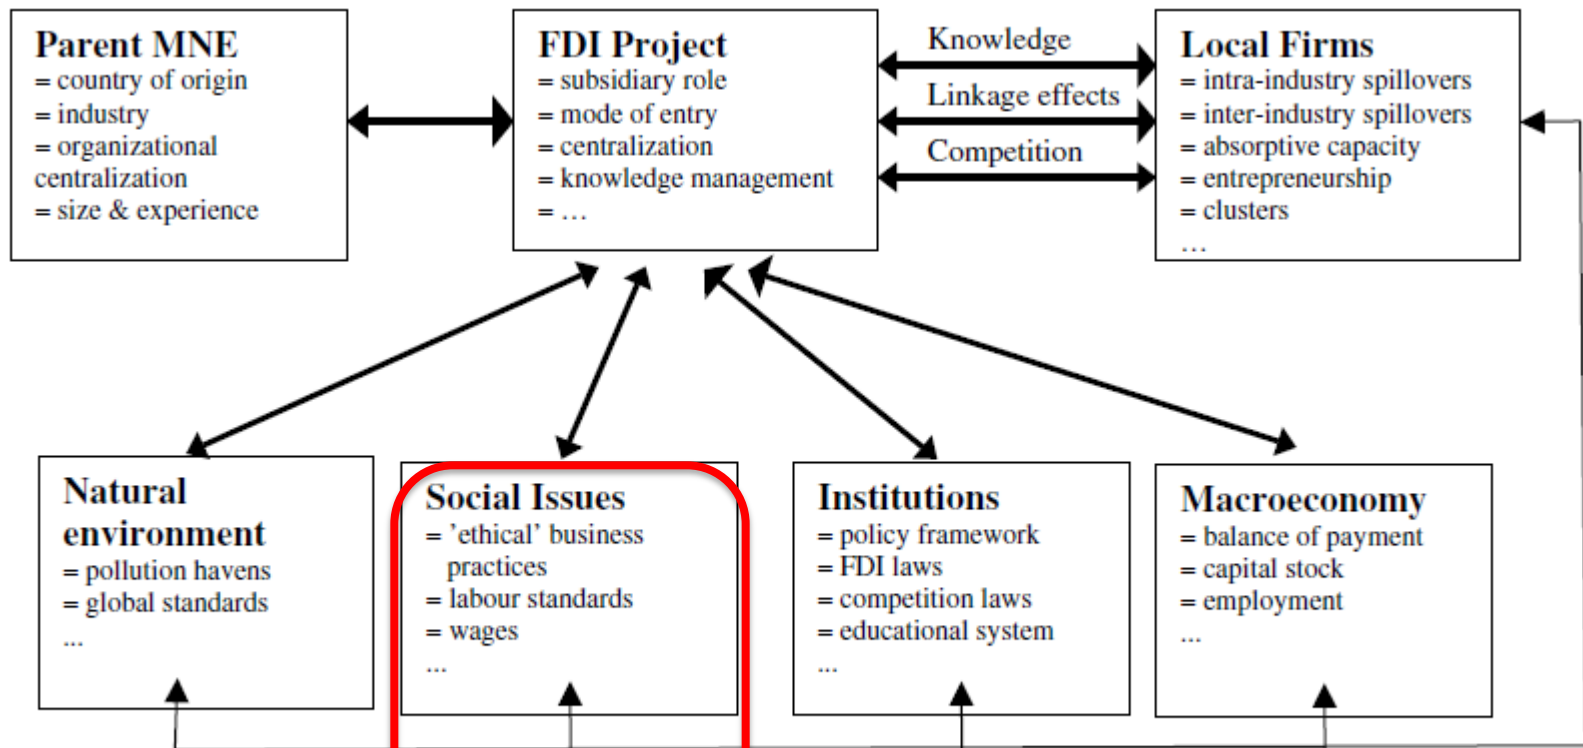 Parent MNE
= country of origin
= industry
= organizational
centralization
= size & experience
FDI Project
= subsidiary role
= mode of entry
= centralization
= knowledge management
= …
Knowledge
Linkage effects
Competition
Local Firms
= intra-industry spillovers
= inter-industry spillovers
= absorptive capacity
= entrepreneurship
= clusters
…
Natural
environment
= pollution havens
= global standards
...
Social Issues
= 'ethical' business
practices
= labour standards
= wages
...
Institutions
= policy framework
= FDI laws
= competition laws
= educational system
...
Macroeconomy
= balance of payment
= capital stock
= employment
...